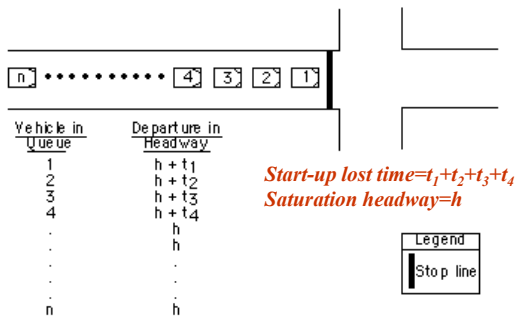 n 4 3 2 1
Vehicle in Departure in
Queue Headway
1 h + t1
2 h + t2
3 h + t3
4 h + t4
. h
. h
. .
. .
. .
n h
Start-up lost time=t1+t2+t3+t4
Saturation headway=h
Legend
Stop line